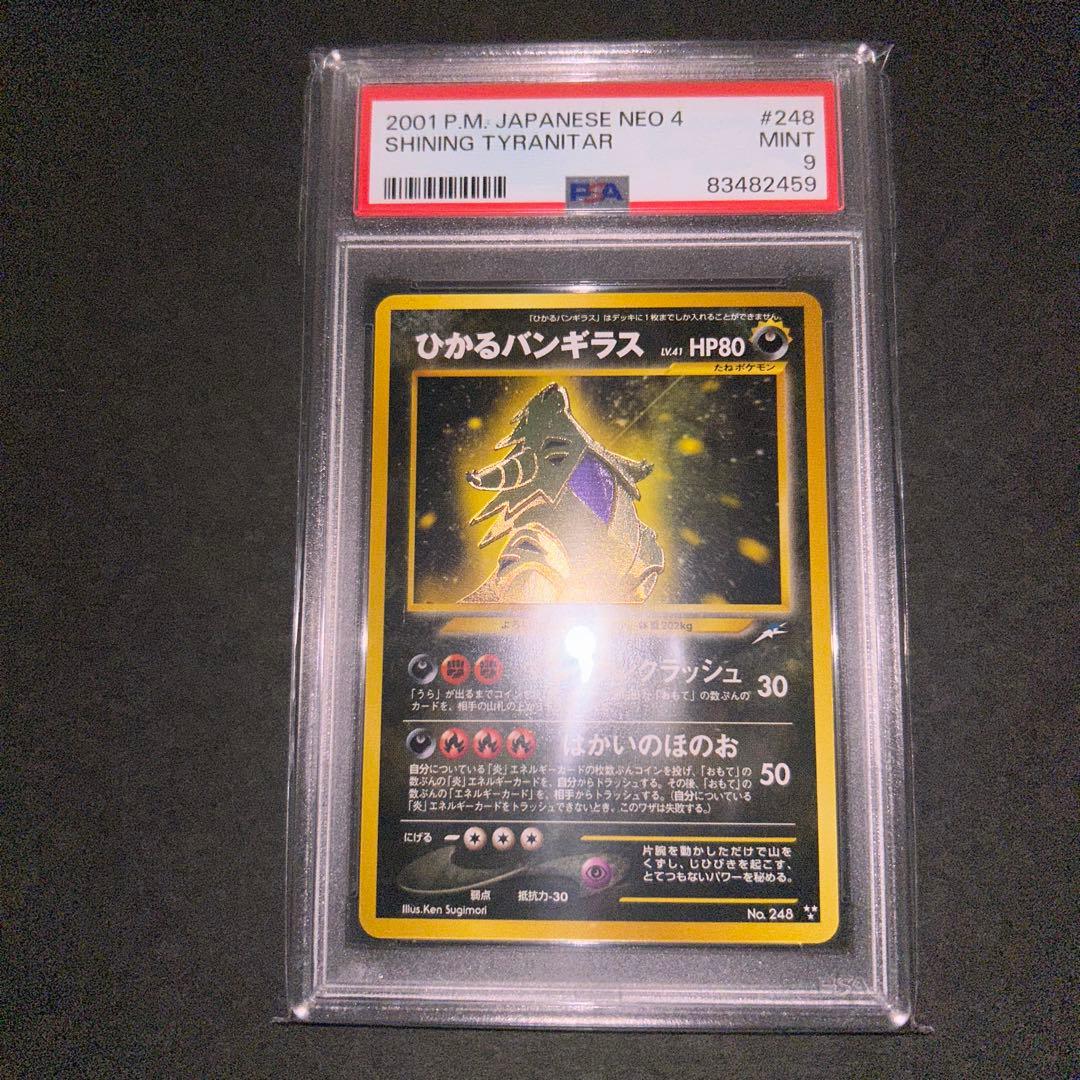 2001 P.M. JAPANESE NEO 4 #248
SHINING TYRANITAR MINT
9
PSA 83482459
「ひかるバンギラス」はデッキに1枚までしか入れることができません。
ひかるバンギラス LV.41 HP80
たねポケモン
よろい 体重 202kg
クラッシュ 30
「うら」が出るまでコインを
「おもて」の数ぶんの
カードを、相手の山札の上から
はかいのほのお 50
自分についている「炎」エネルギーカードの枚数ぶんコインを投げ、「おもて」の
数ぶんの「炎」エネルギーカードを、自分からトラッシュする。その後、「おもて」の
数ぶんの「エネルギーカード」を、相手からトラッシュする。(自分についている
「炎」エネルギーカードをトラッシュできないとき、このワザは失敗する。)
にげる
弱点 抵抗力-30
片腕を動かしただけで山を
くずし、じひびきを起こす、
とてつもないパワーを秘める。
Illus. Ken Sugimori No. 248